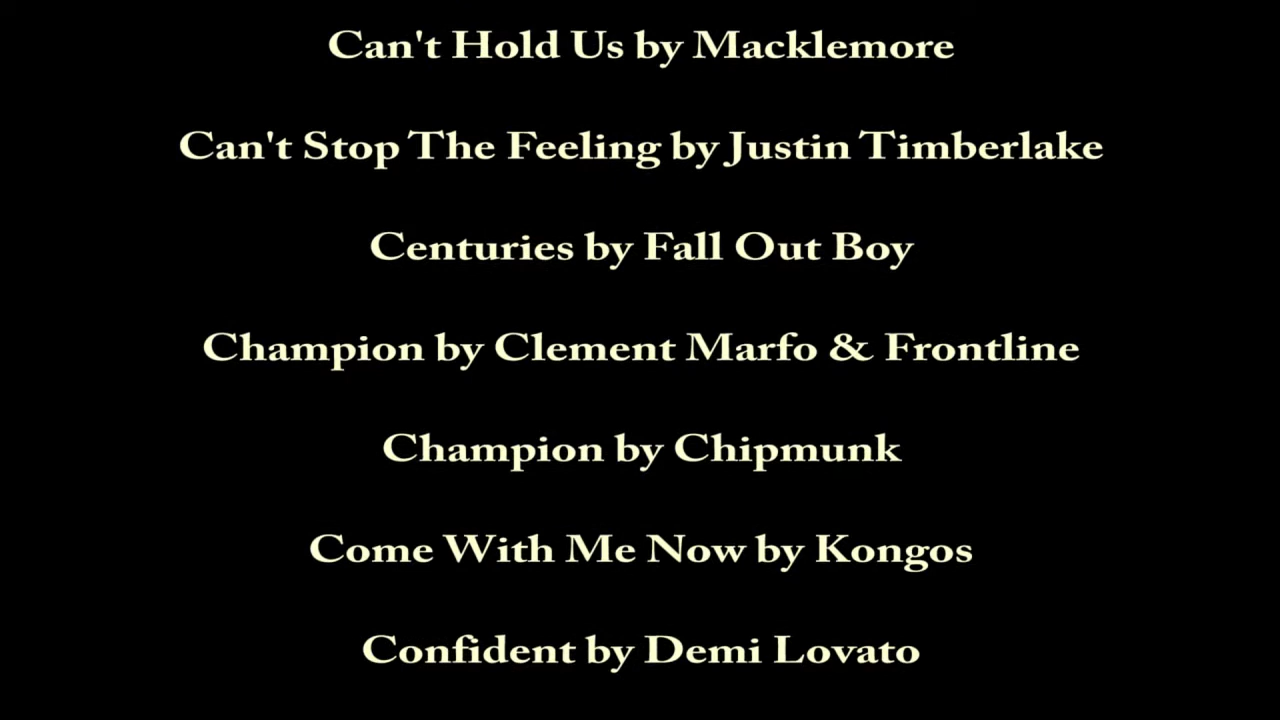 Can't Hold Us by Macklemore
Can't Stop The Feeling by Justin Timberlake
Centuries by Fall Out Boy
Champion by Clement Marfo & Frontline
Champion by Chipmunk
Come With Me Now by Kongos
Confident by Demi Lovato